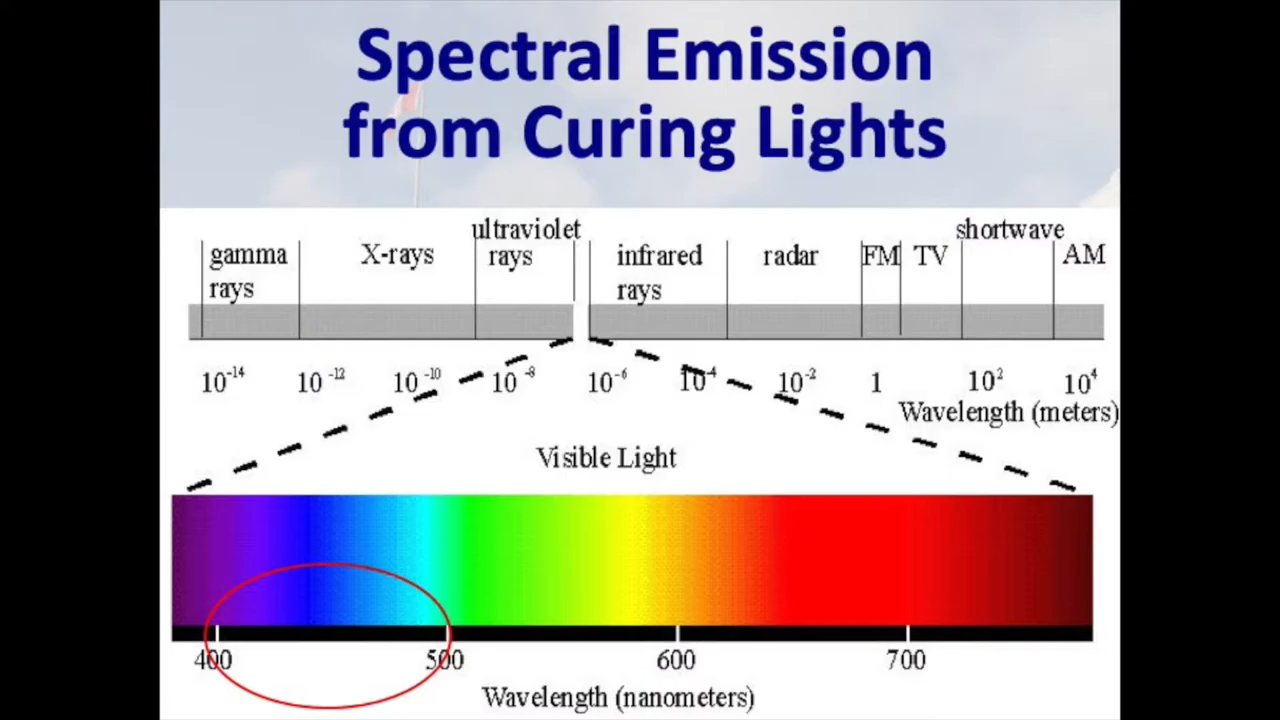 Spectral Emission
from Curing Lights
ultraviolet shortwave
gamma X-rays rays infrared radar FM TV AM
rays rays
10⁻¹⁴ 10⁻¹² 10⁻¹⁰ 10⁻⁸ 10⁻⁶ 10⁻⁴ 10⁻² 1 10² 10⁴
Wavelength (meters)
Visible Light
400 500 600 700
Wavelength (nanometers)